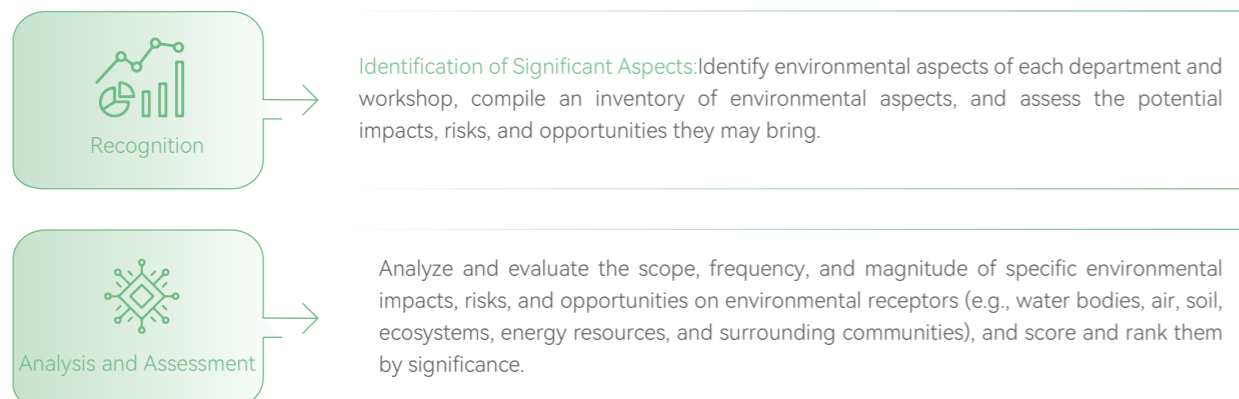 Recognition
Identification of Significant Aspects:Identify environmental aspects of each department and
workshop, compile an inventory of environmental aspects, and assess the potential
impacts, risks, and opportunities they may bring.
Analysis and Assessment
Analyze and evaluate the scope, frequency, and magnitude of specific environmental
impacts, risks, and opportunities on environmental receptors (e.g., water bodies, air, soil,
ecosystems, energy resources, and surrounding communities), and score and rank them
by significance.